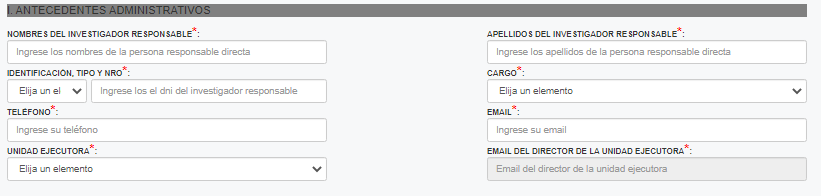 I. ANTECEDENTES ADMINISTRATIVOS
NOMBRES DEL INVESTIGADOR RESPONSABLE*:
Ingrese los nombres de la persona responsable directa
APELLIDOS DEL INVESTIGADOR RESPONSABLE*:
Ingrese los apellidos de la persona responsable directa
IDENTIFICACIÓN, TIPO Y NRO*:
Elija un el
Ingrese los el dni del investigador responsable
CARGO*:
Elija un elemento
TELÉFONO*:
Ingrese su teléfono
EMAIL*:
Ingrese su email
UNIDAD EJECUTORA*:
Elija un elemento
EMAIL DEL DIRECTOR DE LA UNIDAD EJECUTORA*:
Email del director de la unidad ejecutora